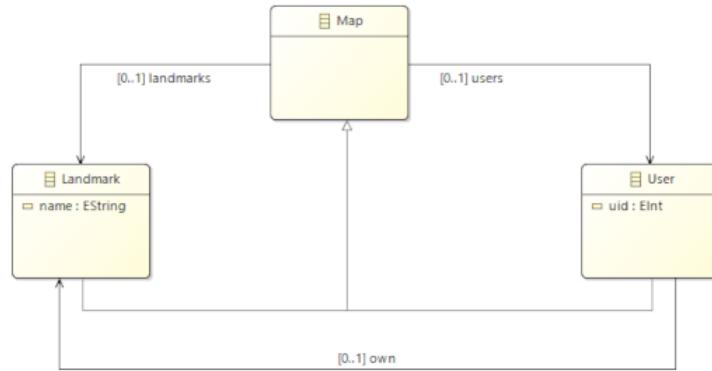 Map
[0..1] landmarks
[0..1] users
Landmark
name : EString
User
uid : EInt
[0..1] own